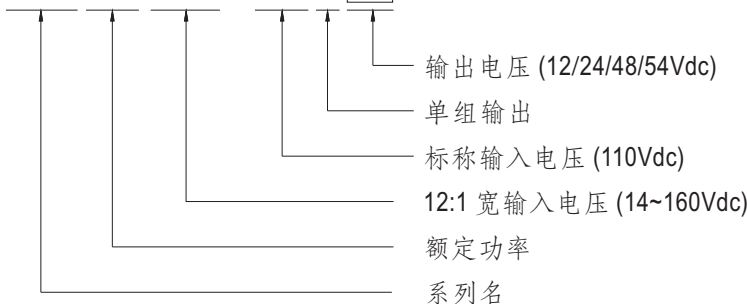 输出电压 (12/24/48/54Vdc)
单组输出
标称输入电压 (110Vdc)
12:1 宽输入电压 (14~160Vdc)
额定功率
系列名